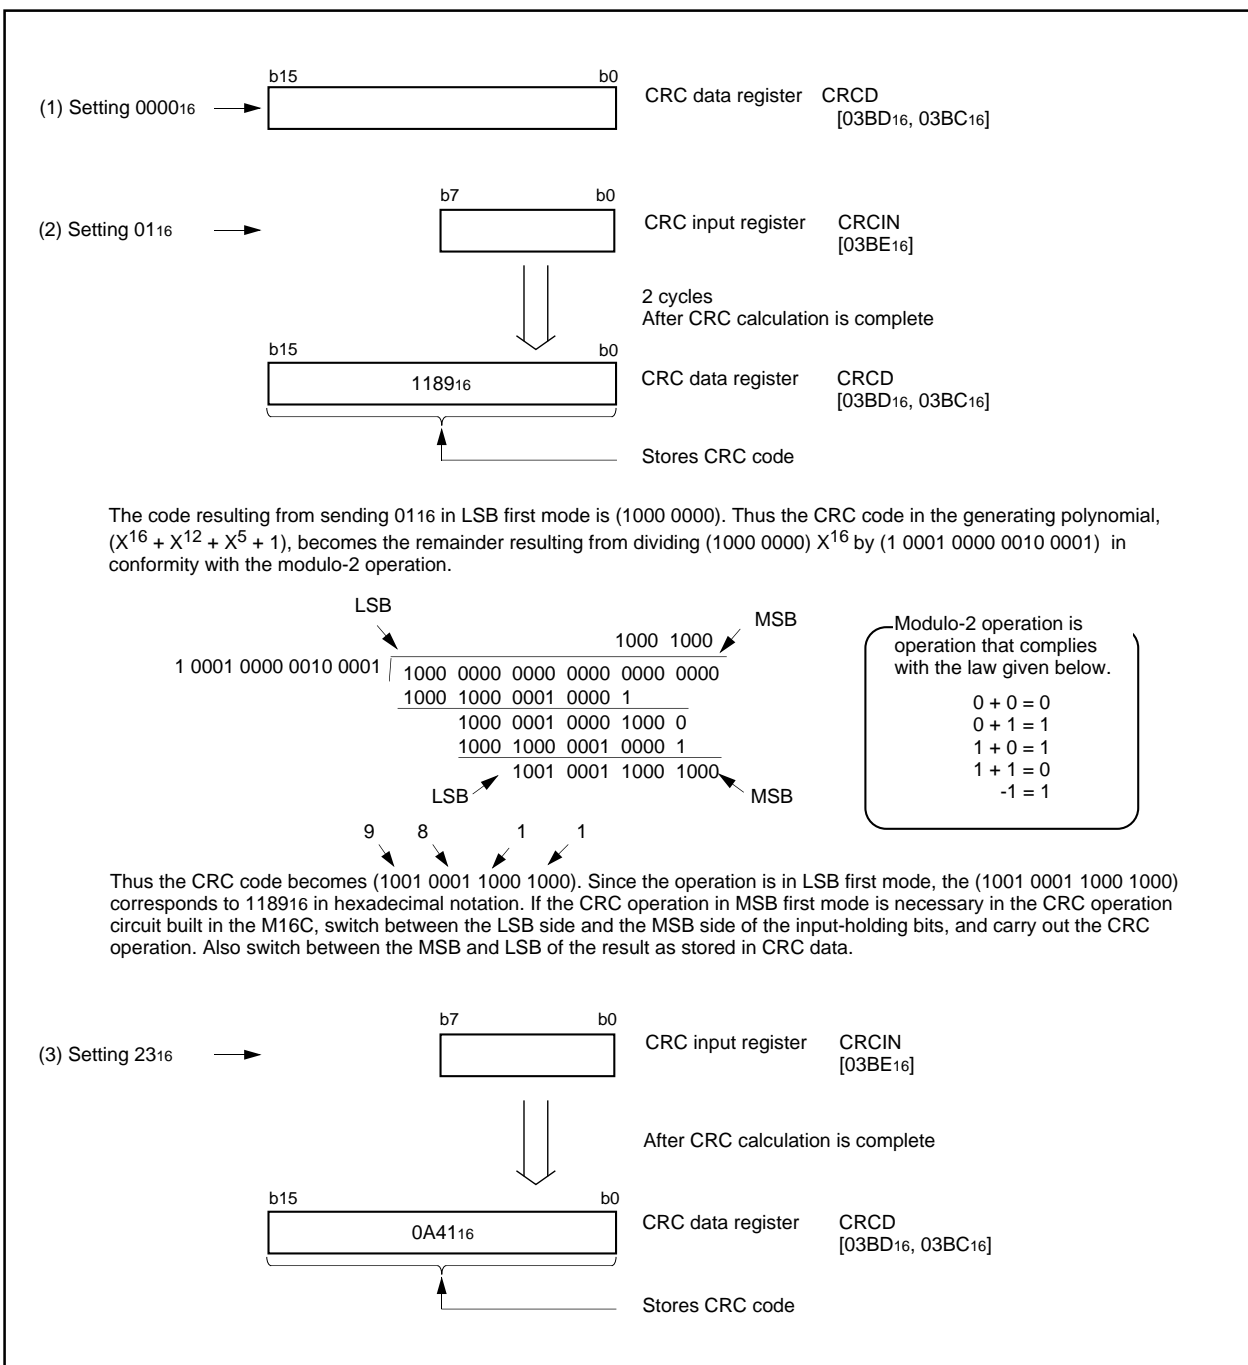 b15 b0
(1) Setting 0000₁₆ CRC data register CRCD
[03BD₁₆, 03BC₁₆]
b7 b0
(2) Setting 01₁₆ CRC input register CRCIN
[03BE₁₆]
2 cycles
After CRC calculation is complete
b15 b0
1189₁₆ CRC data register CRCD
[03BD₁₆, 03BC₁₆]
Stores CRC code
The code resulting from sending 01₁₆ in LSB first mode is (1000 0000). Thus the CRC code in the generating polynomial,
(X¹⁶ + X¹² + X⁵ + 1), becomes the remainder resulting from dividing (1000 0000) X¹⁶ by (1 0001 0000 0010 0001) in
conformity with the modulo-2 operation.
LSB MSB
1000 1000
1 0001 0000 0010 0001 1000 0000 0000 0000 0000 0000
1000 1000 0001 0000 1
1000 0001 0000 1000 0
1000 1000 0001 0000 1
1001 0001 1000 1000
LSB MSB
Modulo-2 operation is
operation that complies
with the law given below.
0 + 0 = 0
0 + 1 = 1
1 + 0 = 1
1 + 1 = 0
-1 = 1
9 8 1 1
Thus the CRC code becomes (1001 0001 1000 1000). Since the operation is in LSB first mode, the (1001 0001 1000 1000)
corresponds to 1189₁₆ in hexadecimal notation. If the CRC operation in MSB first mode is necessary in the CRC operation
circuit built in the M16C, switch between the LSB side and the MSB side of the input-holding bits, and carry out the CRC
operation. Also switch between the MSB and LSB of the result as stored in CRC data.
b7 b0
(3) Setting 23₁₆ CRC input register CRCIN
[03BE₁₆]
After CRC calculation is complete
b15 b0
0A41₁₆ CRC data register CRCD
[03BD₁₆, 03BC₁₆]
Stores CRC code